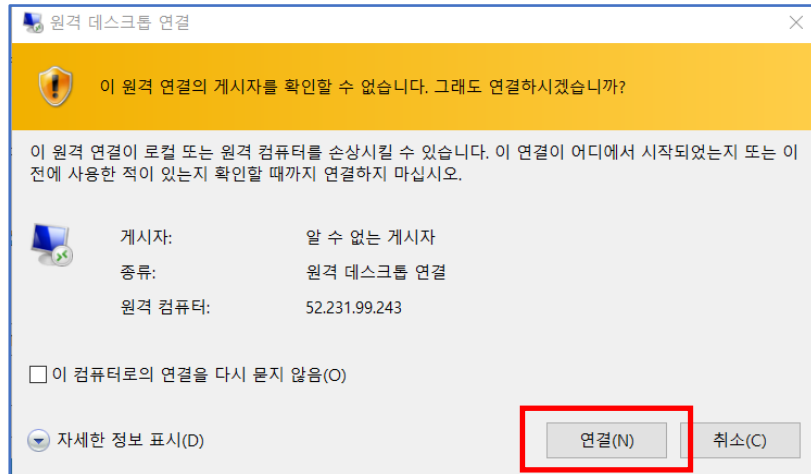 원격 데스크톱 연결
이 원격 연결의 게시자를 확인할 수 없습니다. 그래도 연결하시겠습니까?
이 원격 연결이 로컬 또는 원격 컴퓨터를 손상시킬 수 있습니다. 이 연결이 어디에서 시작되었는지 또는 이
전에 사용한 적이 있는지 확인할 때까지 연결하지 마십시오.
게시자: 알 수 없는 게시자
종류: 원격 데스크톱 연결
원격 컴퓨터: 52.231.99.243
이 컴퓨터로의 연결을 다시 묻지 않음(O)
자세한 정보 표시(D) 연결(N) 취소(C)